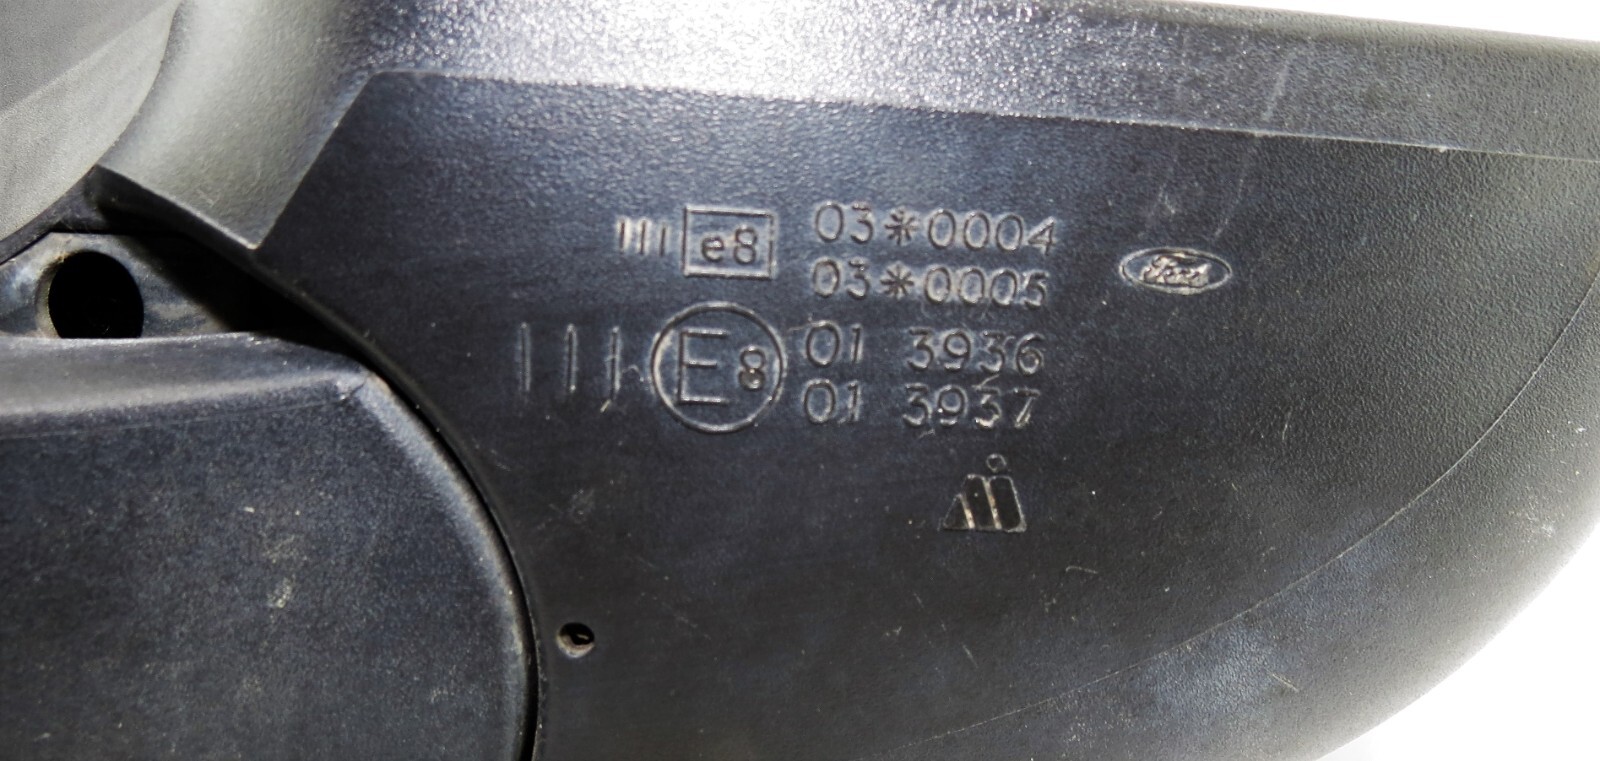 III e8 03*0004
03*0005
Ford
III E8 01 3936
01 3937